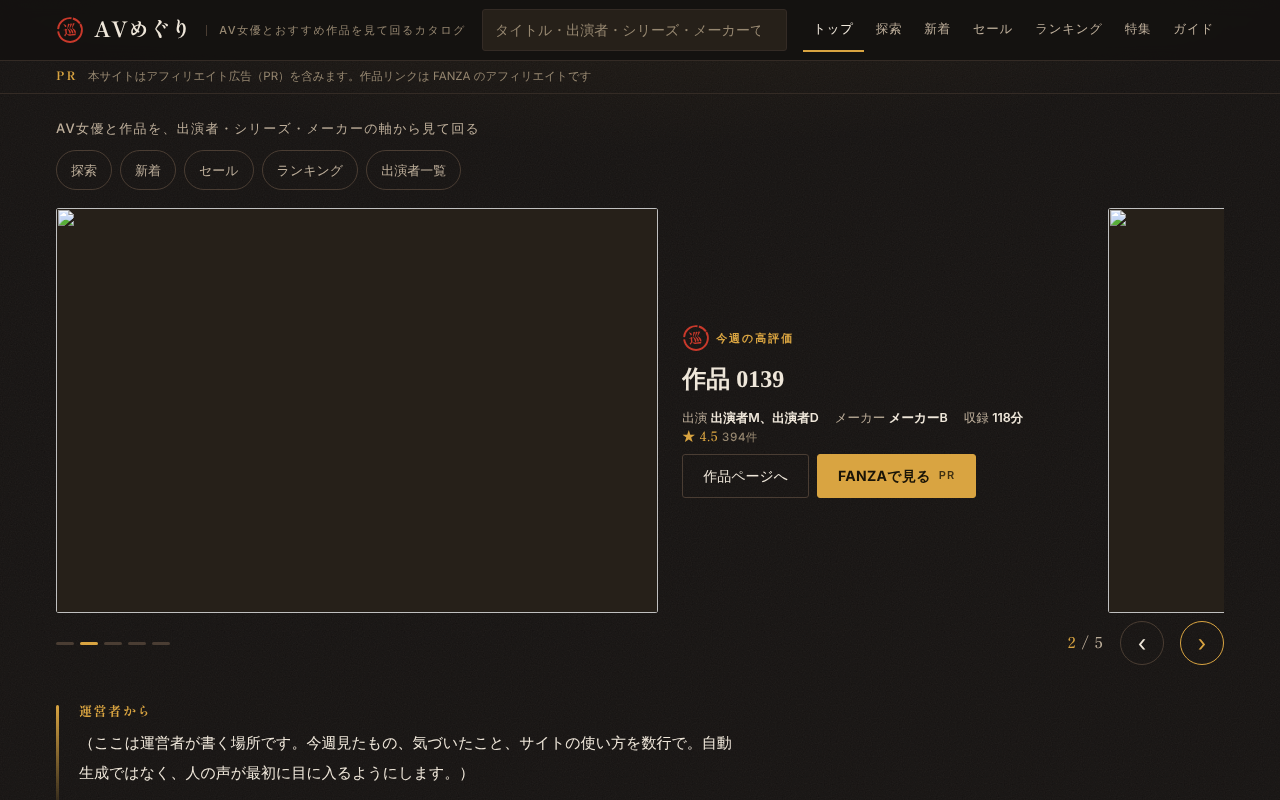 巡 AVめぐり AV女優とおすすめ作品を見て回るカタログ タイトル・出演者・シリーズ・メーカーて トップ 探索 新着 セール ランキング 特集 ガイド
PR 本サイトはアフィリエイト広告（PR）を含みます。作品リンクは FANZA のアフィリエイトです
AV女優と作品を、出演者・シリーズ・メーカーの軸から見て回る
探索 新着 セール ランキング 出演者一覧
巡 今週の高評価
作品 0139
出演 出演者M、出演者D メーカー メーカーB 収録 118分
★ 4.5 394件
作品ページへ FANZAで見る PR
2 / 5 ‹ ›
運営者から
（ここは運営者が書く場所です。今週見たもの、気づいたこと、サイトの使い方を数行で。自動
生成ではなく、人の声が最初に目に入るようにします。）